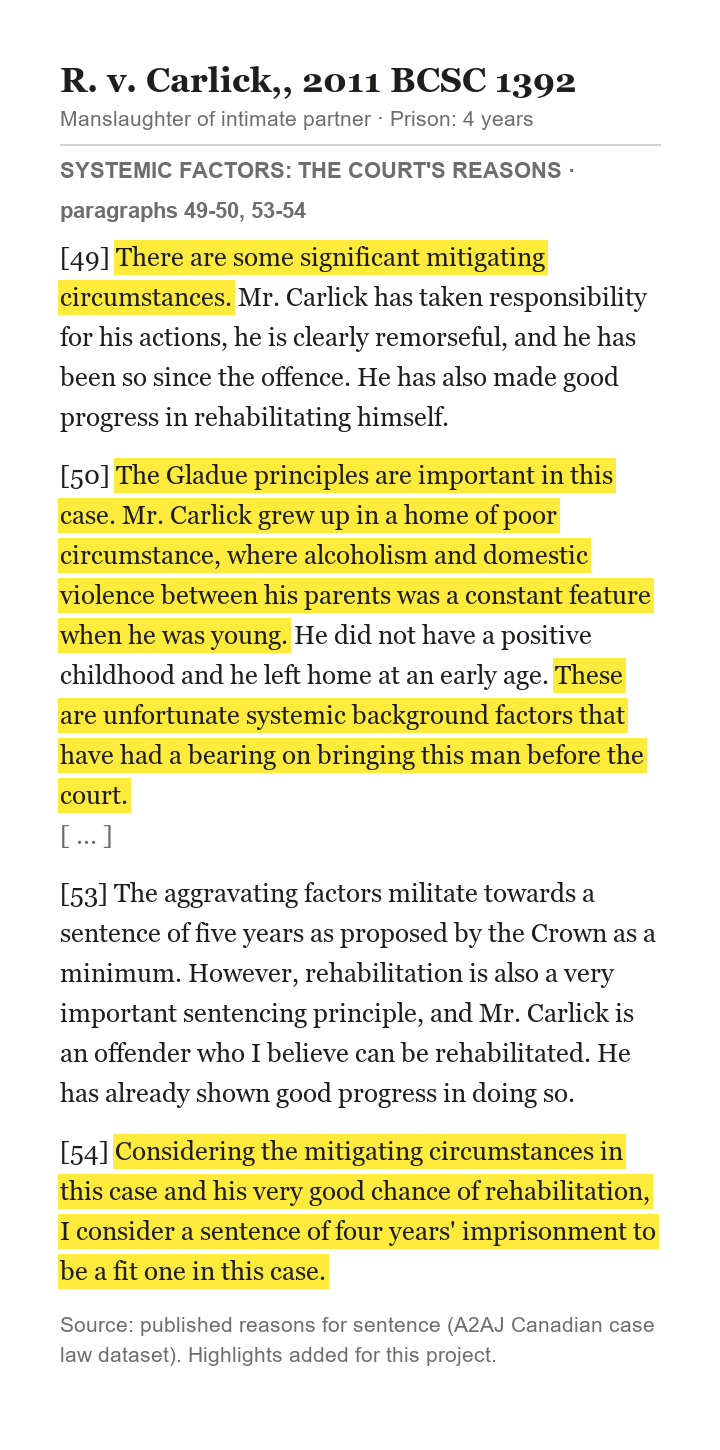 R. v. Carlick,, 2011 BCSC 1392
Manslaughter of intimate partner · Prison: 4 years
SYSTEMIC FACTORS: THE COURT'S REASONS ·
paragraphs 49-50, 53-54
[49] There are some significant mitigating
circumstances. Mr. Carlick has taken responsibility
for his actions, he is clearly remorseful, and he has
been so since the offence. He has also made good
progress in rehabilitating himself.
[50] The Gladue principles are important in this
case. Mr. Carlick grew up in a home of poor
circumstance, where alcoholism and domestic
violence between his parents was a constant feature
when he was young. He did not have a positive
childhood and he left home at an early age. These
are unfortunate systemic background factors that
have had a bearing on bringing this man before the
court.
[ ... ]
[53] The aggravating factors militate towards a
sentence of five years as proposed by the Crown as a
minimum. However, rehabilitation is also a very
important sentencing principle, and Mr. Carlick is
an offender who I believe can be rehabilitated. He
has already shown good progress in doing so.
[54] Considering the mitigating circumstances in
this case and his very good chance of rehabilitation,
I consider a sentence of four years' imprisonment to
be a fit one in this case.
Source: published reasons for sentence (A2AJ Canadian case
law dataset). Highlights added for this project.